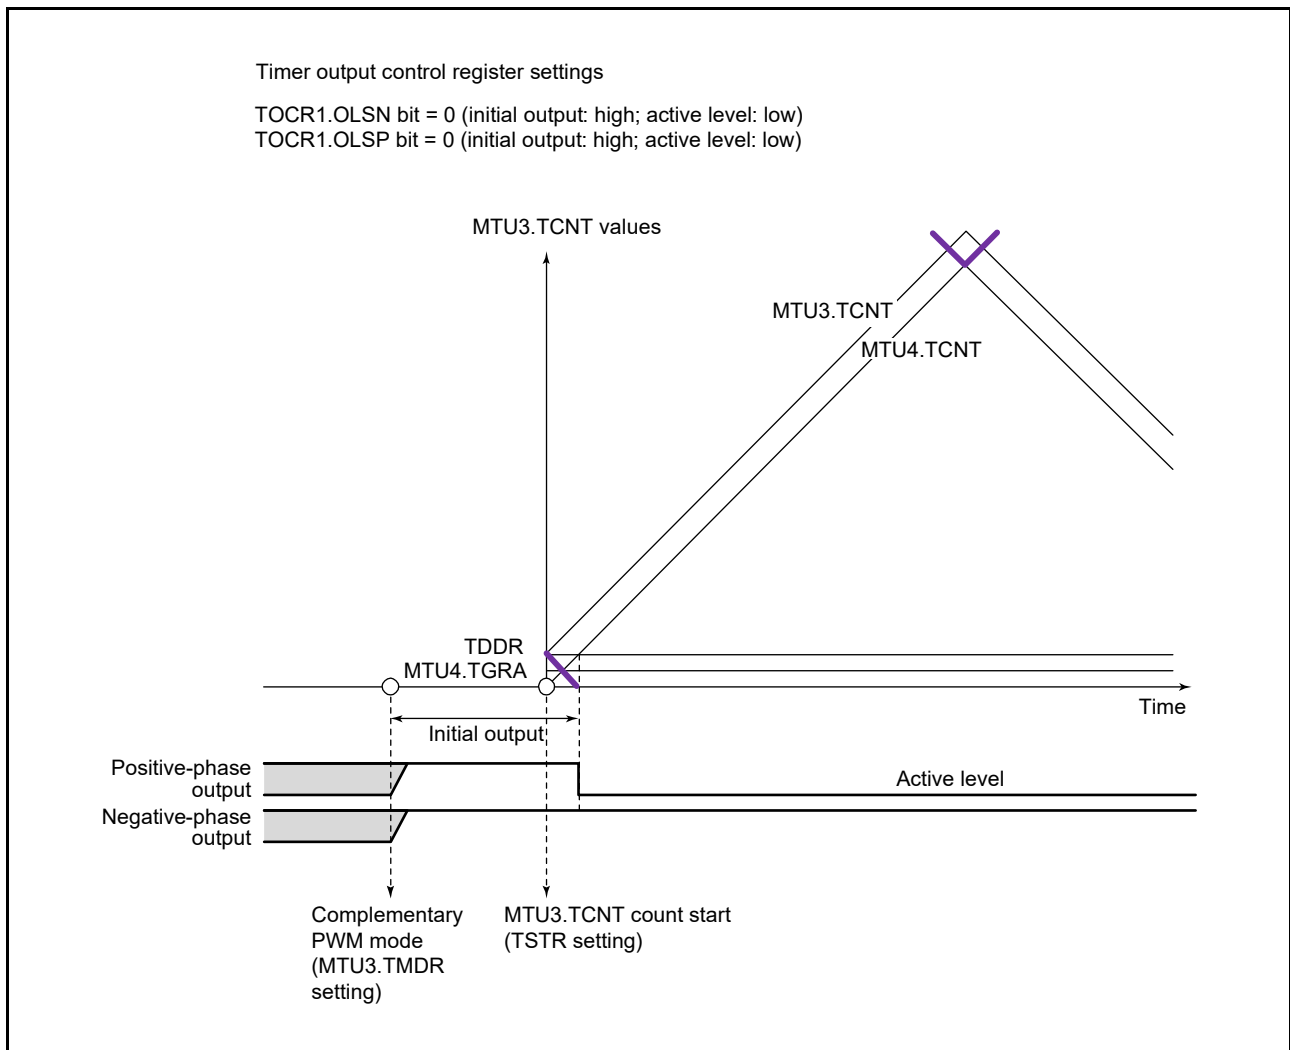 Timer output control register settings
TOCR1.OLSN bit = 0 (initial output: high; active level: low)
TOCR1.OLSP bit = 0 (initial output: high; active level: low)
MTU3.TCNT values
MTU3.TCNT
MTU4.TCNT
TDDR
MTU4.TGRA
Time
Initial output
Positive-phase
output
Active level
Negative-phase
output
Complementary
PWM mode
(MTU3.TMDR
setting)
MTU3.TCNT count start
(TSTR setting)